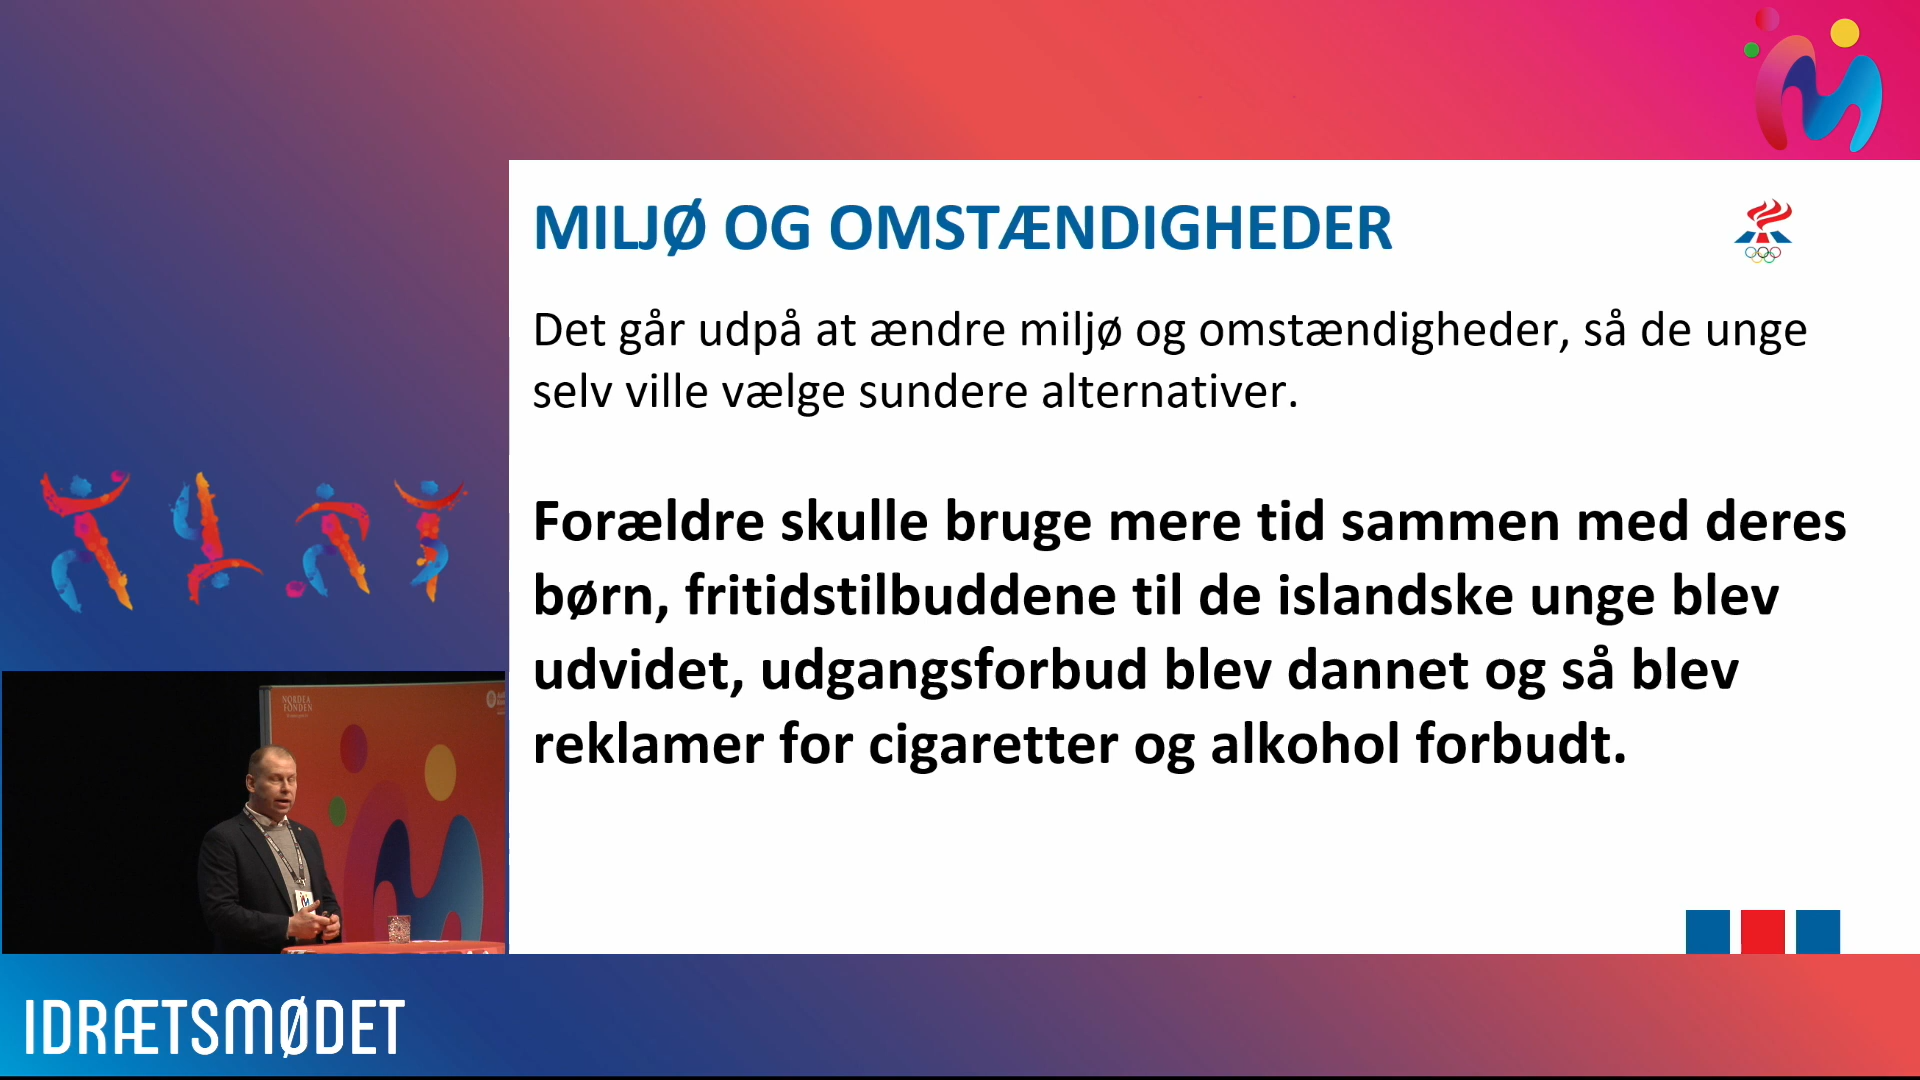 MILJØ OG OMSTÆNDIGHEDER
Det går udpå at ændre miljø og omstændigheder, så de unge
selv ville vælge sundere alternativer.
Forældre skulle bruge mere tid sammen med deres
børn, fritidstilbuddene til de islandske unge blev
udvidet, udgangsforbud blev dannet og så blev
reklamer for cigaretter og alkohol forbudt.
NORDEA
FONDEN
IDRÆTSMØDET